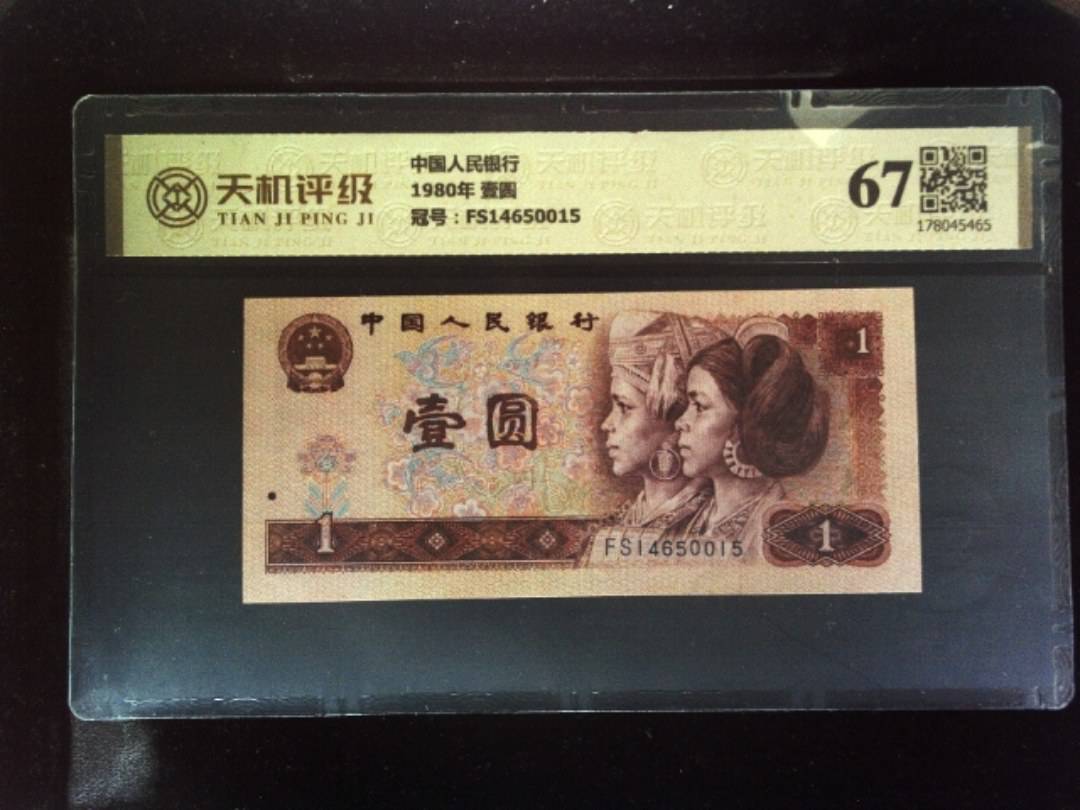 天机评级
TIAN JI PING JI
中国人民银行
1980年 壹圆
冠号：FS14650015
67
178045465
中国人民银行
1
壹圆
1
FS14650015
1